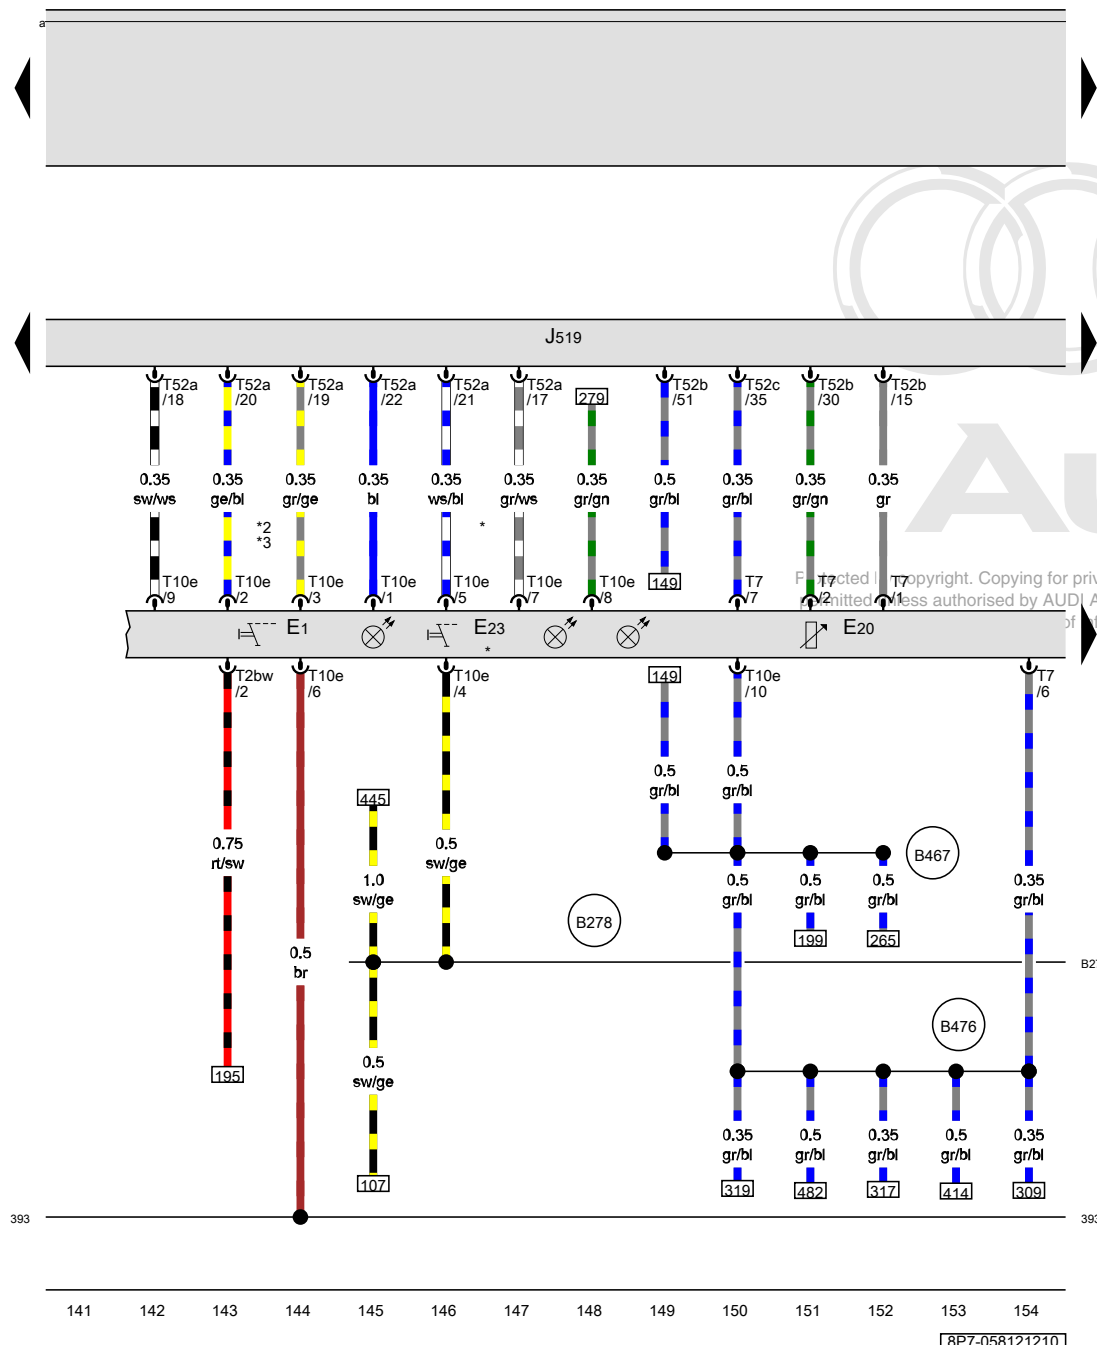 a
J519
T52a /18
T52a /20
T52a /19
T52a /22
T52a /21
T52a /17
279
T52b /51
T52c /35
T52b /30
T52b /15
0.35 sw/ws
0.35 ge/bl
0.35 gr/ge
0.35 bl
0.35 ws/bl
0.35 gr/ws
0.35 gr/gn
0.5 gr/bl
0.35 gr/bl
0.35 gr/gn
0.35 gr
*2
*3
*
Au
T10e /9
T10e /2
T10e /3
T10e /1
T10e /5
T10e /7
T10e /8
149
T7 /7
T7 /2
T7 /1
copyright. Copying for priv
authorised by AUDI A
E1
E23
*
E20
T2bw /2
T10e /6
T10e /4
149
T10e /10
T7 /6
0.5 gr/bl
0.5 gr/bl
445
0.75 rt/sw
0.5 sw/ge
B467
1.0 sw/ge
0.5 gr/bl
0.5 gr/bl
0.5 gr/bl
0.35 gr/bl
B278
199
265
0.5 br
B27
B476
195
0.5 sw/ge
0.35 gr/bl
0.5 gr/bl
0.35 gr/bl
0.5 gr/bl
0.35 gr/bl
107
319
482
317
414
309
393
393
141 142 143 144 145 146 147 148 149 150 151 152 153 154
8P7-058121210